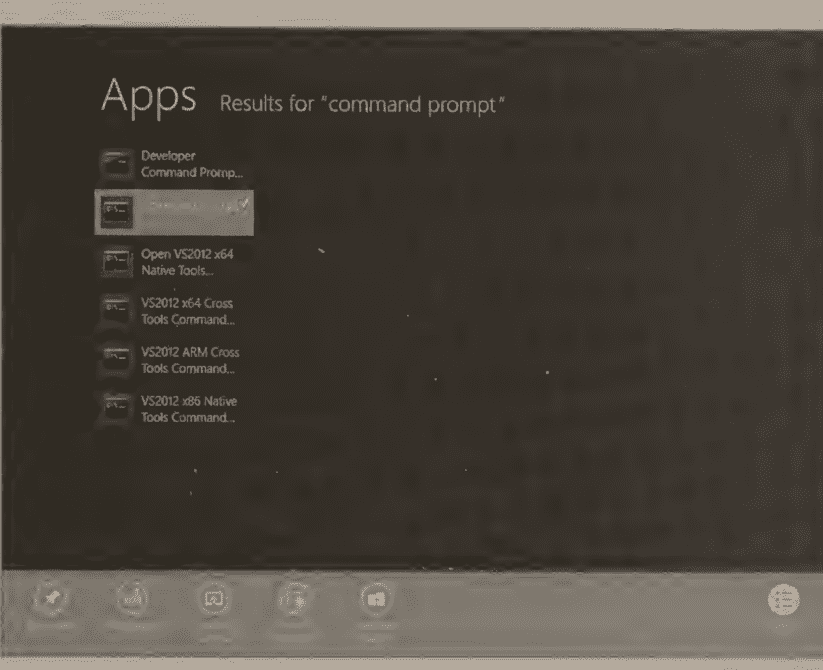 Apps Results for "command prompt"
Developer
Command Promp...
Open VS2012 x64
Native Tools...
VS2012 x64 Cross
Tools Command...
VS2012 ARM Cross
Tools Command...
VS2012 x86 Native
Tools Command...